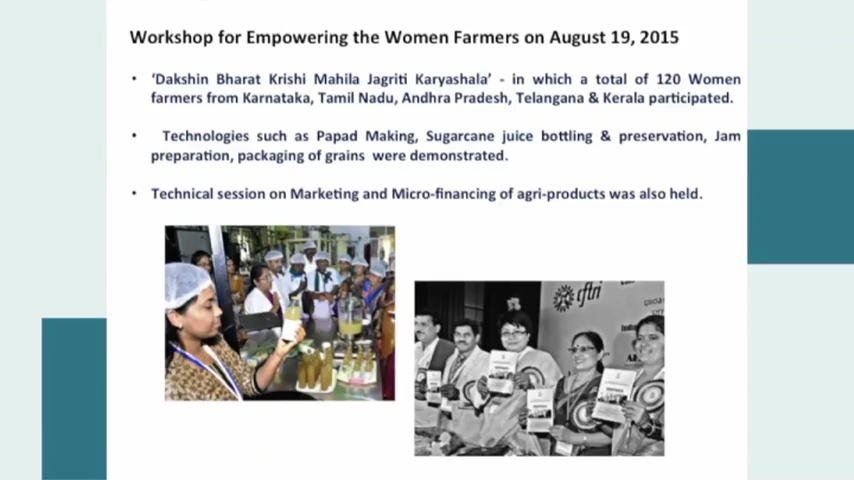 Workshop for Empowering the Women Farmers on August 19, 2015
• 'Dakshin Bharat Krishi Mahila Jagriti Karyashala' - in which a total of 120 Women
farmers from Karnataka, Tamil Nadu, Andhra Pradesh, Telangana & Kerala participated.
• Technologies such as Papad Making, Sugarcane juice bottling & preservation, Jam
preparation, packaging of grains were demonstrated.
• Technical session on Marketing and Micro-financing of agri-products was also held.
cftri